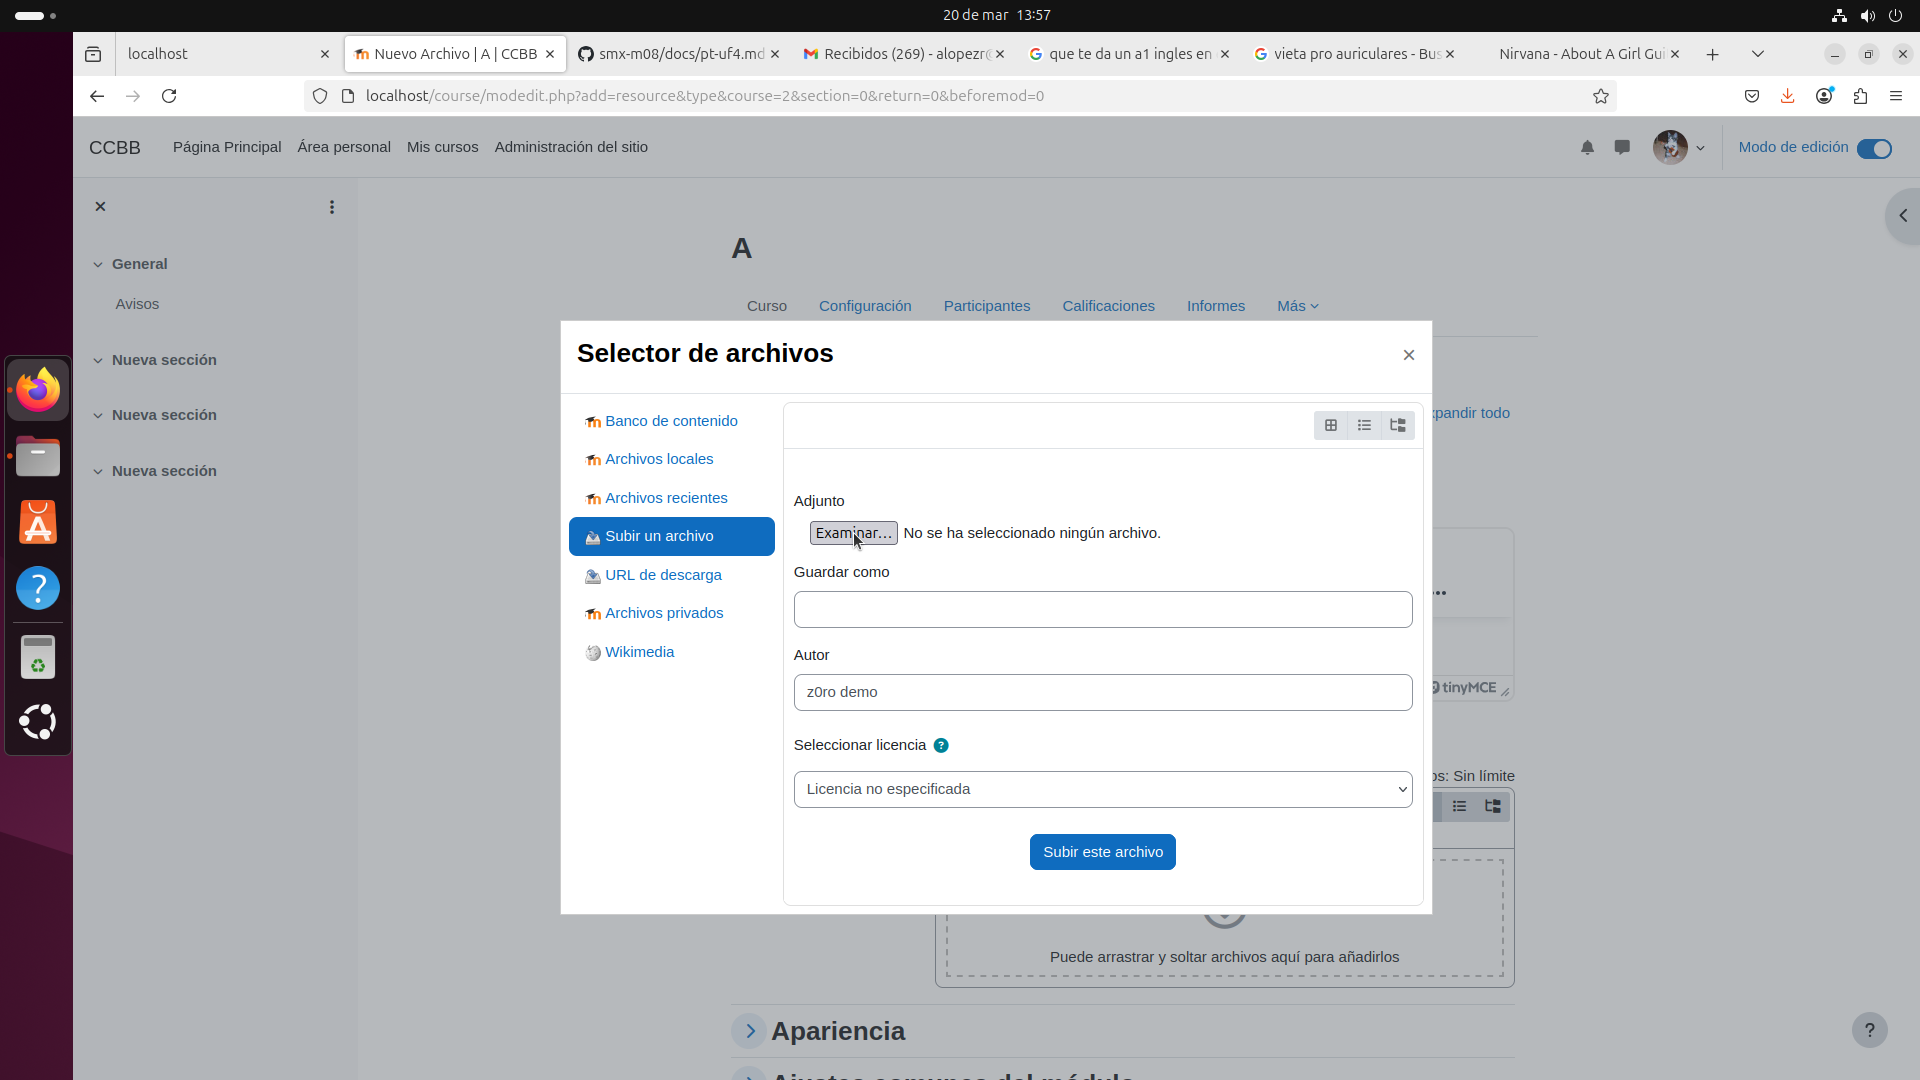 20 de mar 13:57
localhost
Nuevo Archivo | A | CCBB
smx-m08/docs/pt-uf4.md
Recibidos (269) - alopezr
que te da un a1 ingles en
vieta pro auriculares - Bus
Nirvana - About A Girl Gui
localhost/course/modedit.php?add=resource&type&course=2&section=0&return=0&beforemod=0
CCBB
Página Principal
Área personal
Mis cursos
Administración del sitio
Modo de edición
General
Avisos
Nueva sección
Nueva sección
Nueva sección
A
Curso
Configuración
Participantes
Calificaciones
Informes
Más
xpandir todo
Selector de archivos
Banco de contenido
Archivos locales
Archivos recientes
Subir un archivo
URL de descarga
Archivos privados
Wikimedia
Adjunto
Examinar... No se ha seleccionado ningún archivo.
Guardar como
Autor
z0ro demo
Seleccionar licencia
Licencia no especificada
Subir este archivo
tinyMCE
os: Sin límite
Puede arrastrar y soltar archivos aquí para añadirlos
Apariencia
Ajustes comunes del módulo